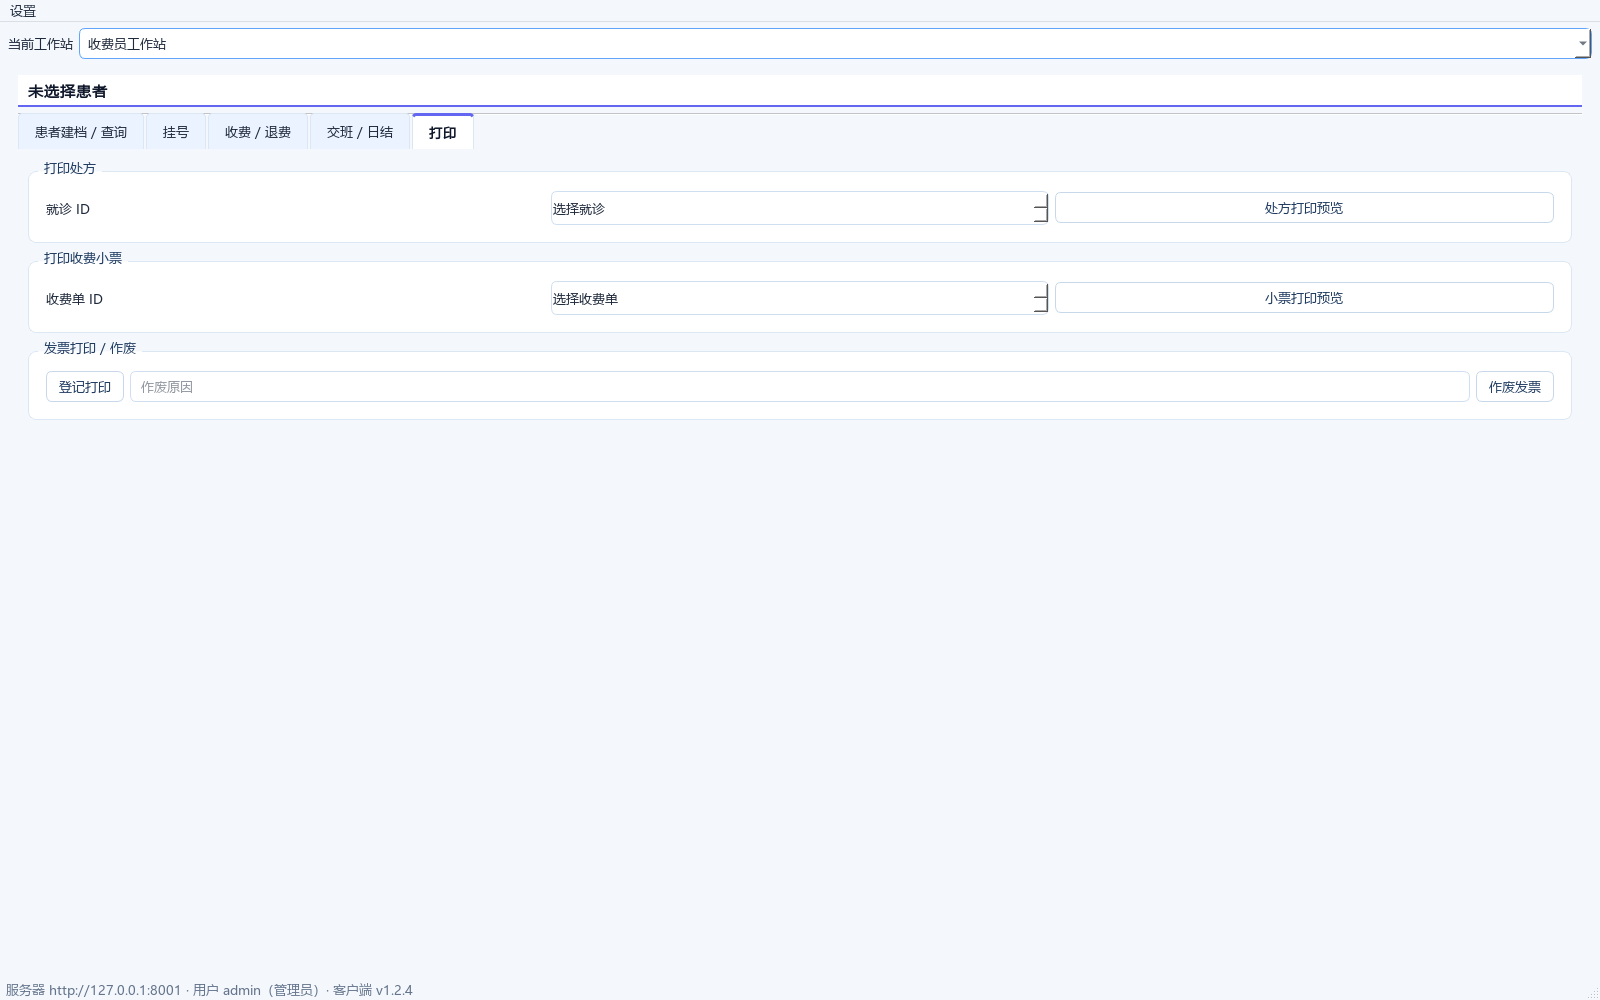 设置
当前工作站 收费员工作站
未选择患者
患者建档 / 查询 挂号 收费 / 退费 交班 / 日结 打印
打印处方
就诊 ID 选择就诊 处方打印预览
打印收费小票
收费单 ID 选择收费单 小票打印预览
发票打印 / 作废
登记打印 作废原因 作废发票
服务器 http://127.0.0.1:8001 · 用户 admin（管理员）· 客户端 v1.2.4